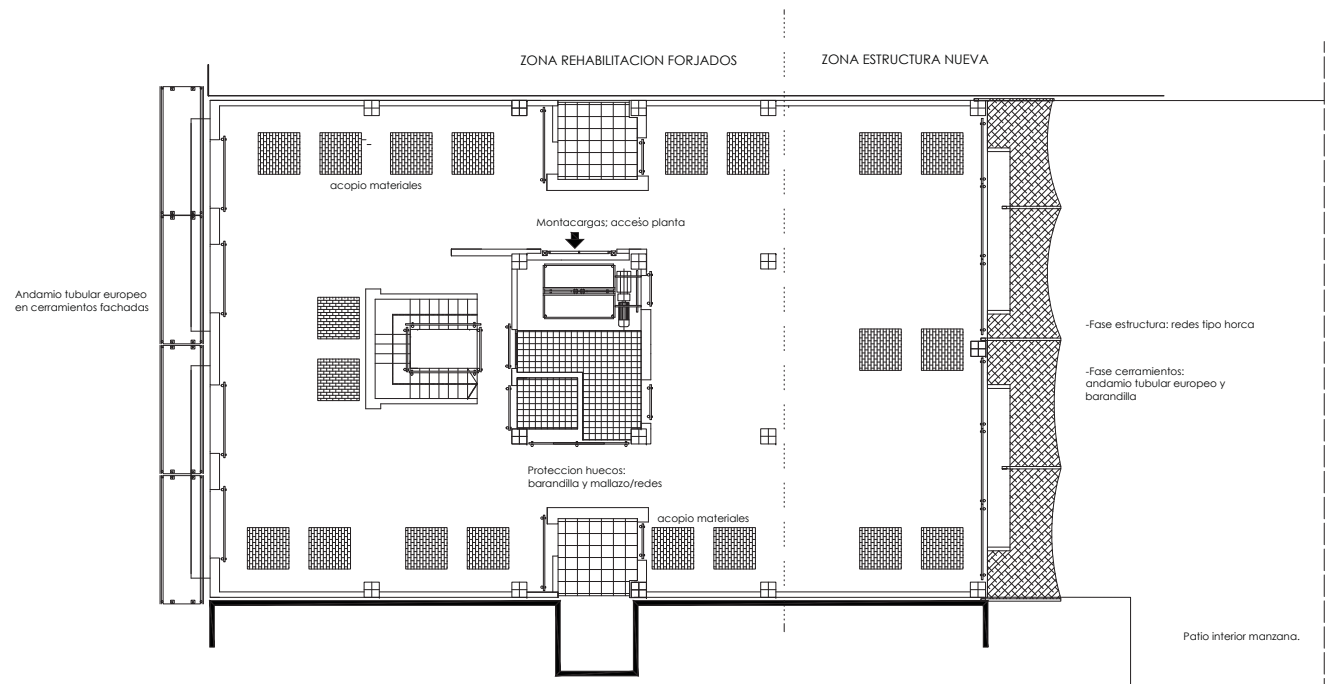 ZONA REHABILITACION FORJADOS
ZONA ESTRUCTURA NUEVA
acopio materiales
Montacargas; acceso planta
Andamio tubular europeo
en cerramientos fachadas
-Fase estructura: redes tipo horca
-Fase cerramientos:
andamio tubular europeo y
barandilla
Proteccion huecos:
barandilla y mallazo/redes
acopio materiales
Patio interior manzana.